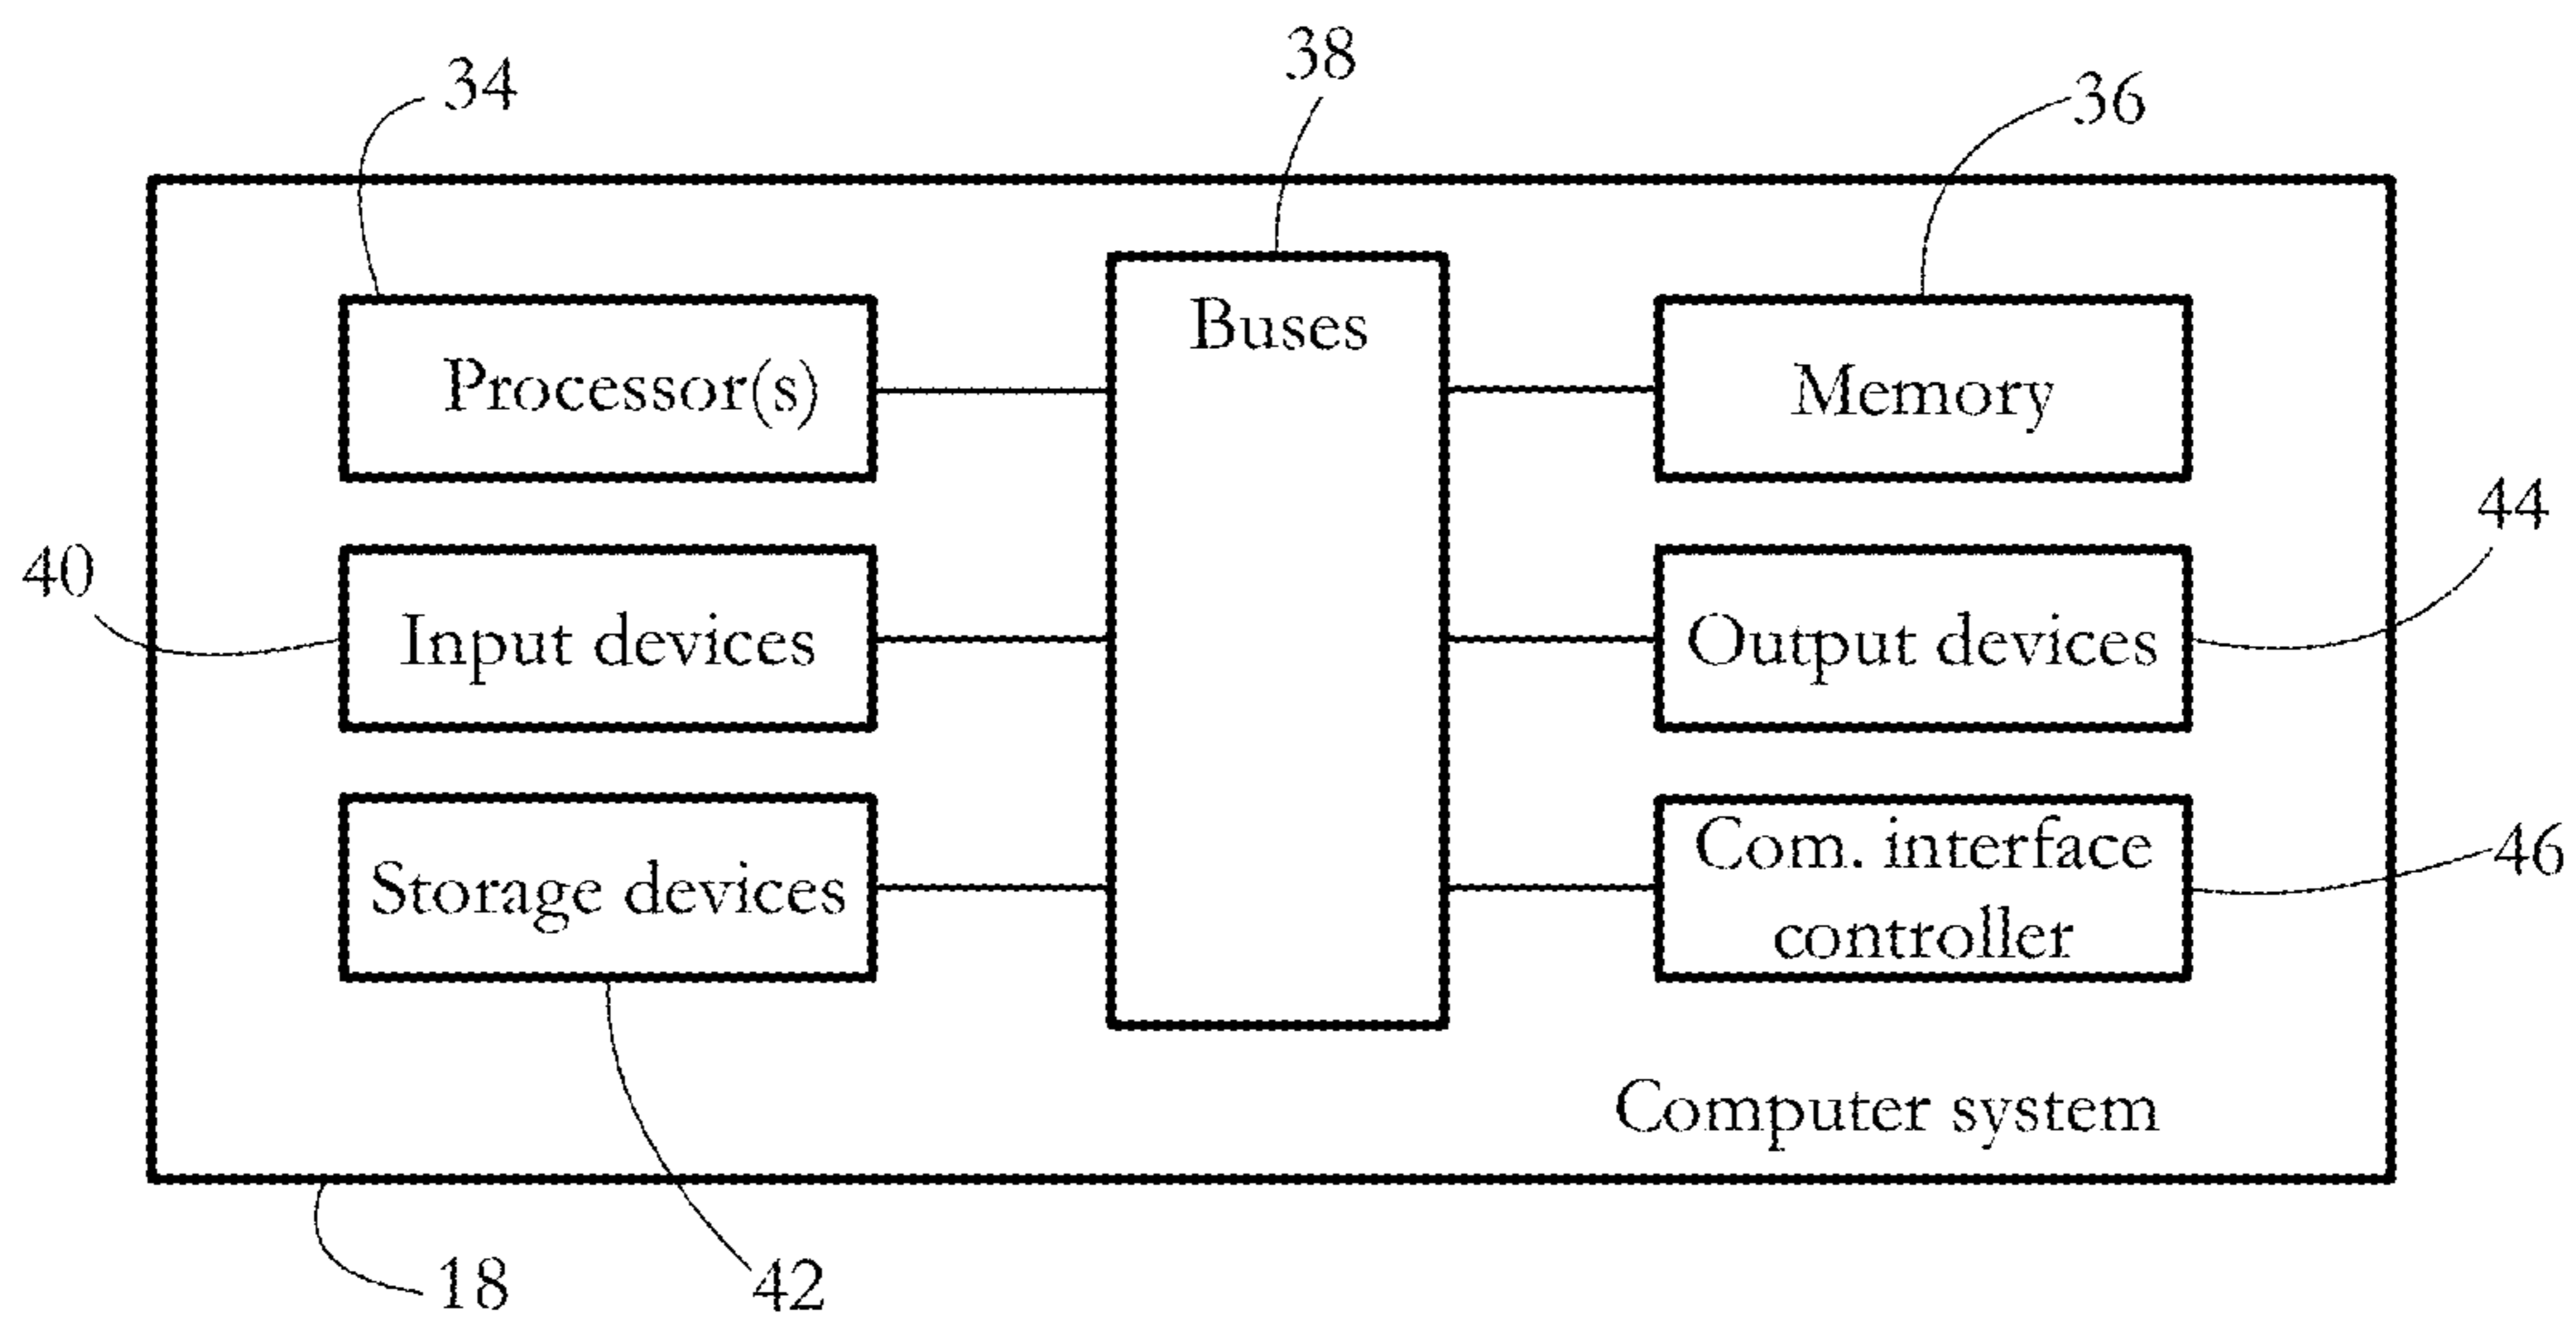 34
38
36
Buses
Processor(s)
Memory
44
40
Input devices
Output devices
46
Storage devices
Com. interface
controller
Computer system
18
42